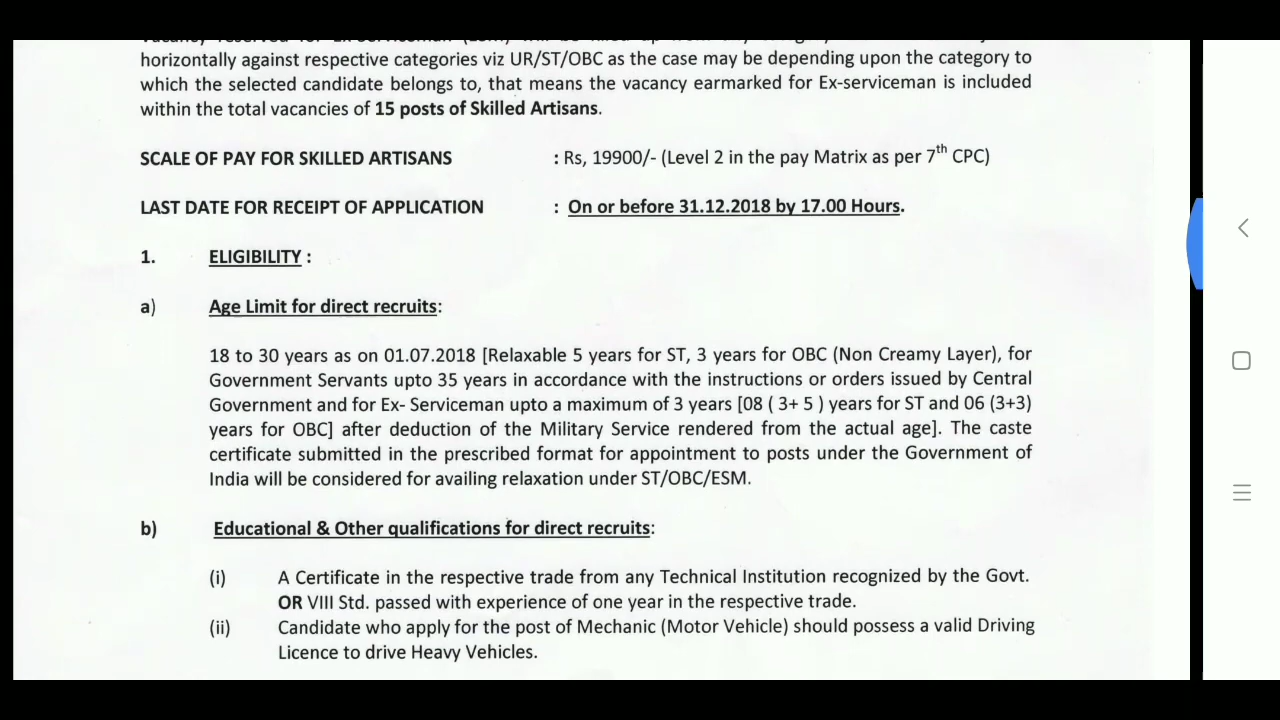 horizontally against respective categories viz UR/ST/OBC as the case may be depending upon the category to
which the selected candidate belongs to, that means the vacancy earmarked for Ex-serviceman is included
within the total vacancies of 15 posts of Skilled Artisans.
SCALE OF PAY FOR SKILLED ARTISANS : Rs, 19900/- (Level 2 in the pay Matrix as per 7th CPC)
LAST DATE FOR RECEIPT OF APPLICATION : On or before 31.12.2018 by 17.00 Hours.
1. ELIGIBILITY :
a) Age Limit for direct recruits:
18 to 30 years as on 01.07.2018 [Relaxable 5 years for ST, 3 years for OBC (Non Creamy Layer), for
Government Servants upto 35 years in accordance with the instructions or orders issued by Central
Government and for Ex- Serviceman upto a maximum of 3 years [08 ( 3+ 5 ) years for ST and 06 (3+3)
years for OBC] after deduction of the Military Service rendered from the actual age]. The caste
certificate submitted in the prescribed format for appointment to posts under the Government of
India will be considered for availing relaxation under ST/OBC/ESM.
b) Educational & Other qualifications for direct recruits:
(i) A Certificate in the respective trade from any Technical Institution recognized by the Govt.
OR VIII Std. passed with experience of one year in the respective trade.
(ii) Candidate who apply for the post of Mechanic (Motor Vehicle) should possess a valid Driving
Licence to drive Heavy Vehicles.